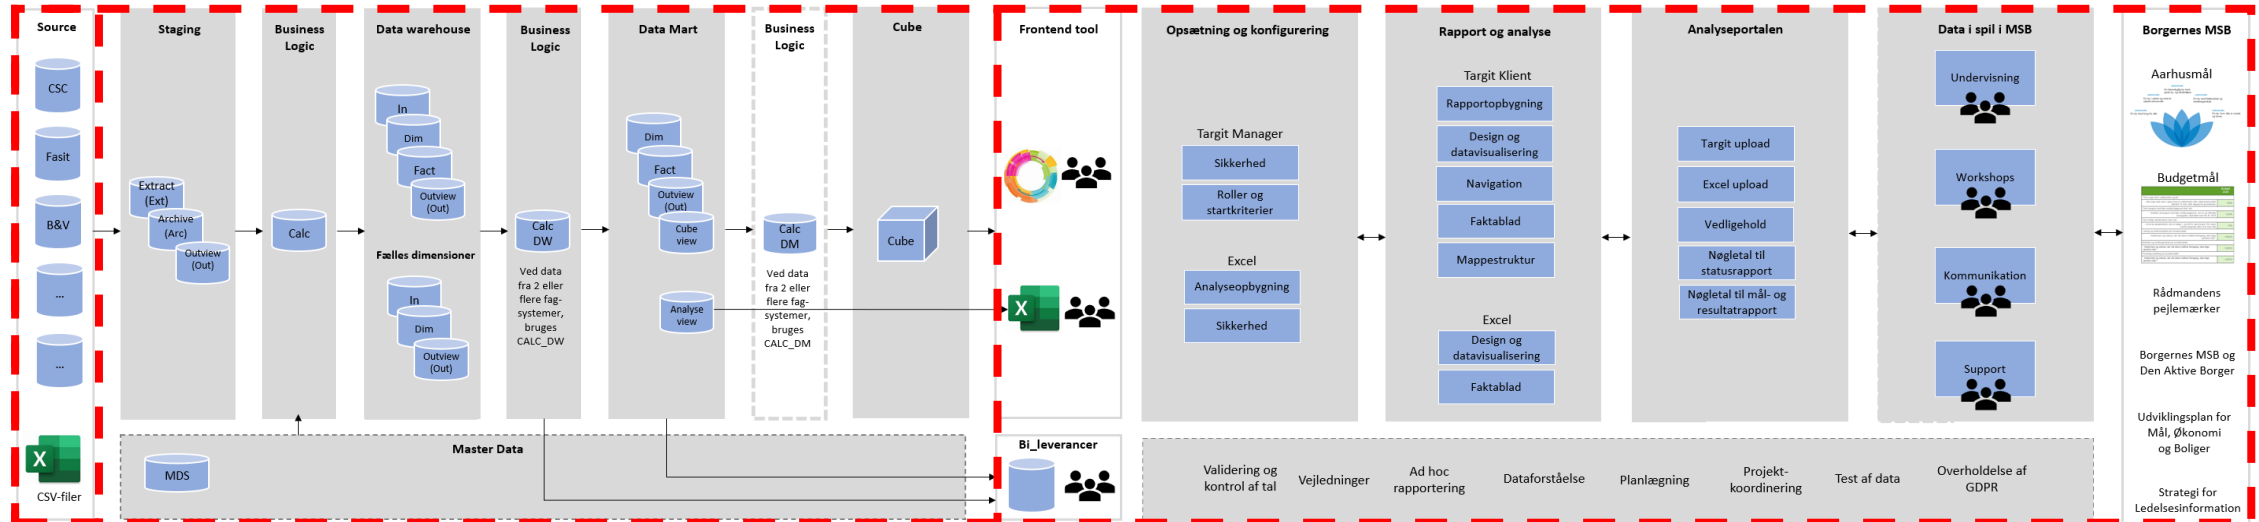 Source
CSC
Fasit
B&V
...
...
CSV-filer
Staging
Extract
(Ext)
Archive
(Arc)
Outview
(Out)
Business
Logic
Calc
Data warehouse
In
Dim
Fact
Outview
(Out)
Fælles dimensioner
In
Dim
Outview
(Out)
Business
Logic
Calc
DW
Ved data
fra 2 eller
flere fag-
systemer,
bruges
CALC_DW
Data Mart
Dim
Fact
Outview
(Out)
Cube
view
Analyse
view
Business
Logic
Calc
DM
Ved data
fra 2 eller
flere fag-
systemer,
bruges
CALC_DM
Cube
Cube
Master Data
MDS
Frontend tool
X
Bi_leverancer
Opsætning og konfigurering
Targit Manager
Sikkerhed
Roller og
startkriterier
Excel
Analyseopbygning
Sikkerhed
Rapport og analyse
Targit Klient
Rapportopbygning
Design og
datavisualisering
Navigation
Faktablad
Mappestruktur
Excel
Design og
datavisualisering
Faktablad
Analyseportalen
Targit upload
Excel upload
Vedligehold
Nøgletal til
statusrapport
Nøgletal til mål- og
resultatrapport
Data i spil i MSB
Undervisning
Workshops
Kommunikation
Support
Validering og
kontrol af tal
Vejledninger
Ad hoc
rapportering
Dataforståelse
Planlægning
Projekt-
koordinering
Test af data
Overholdelse af
GDPR
Borgernes MSB
Aarhusmål
Budgetmål
Rådmandens
pejlemærker
Borgernes MSB og
Den Aktive Borger
Udviklingsplan for
Mål, Økonomi
og Boliger
Strategi for
Ledelsesinformation
X